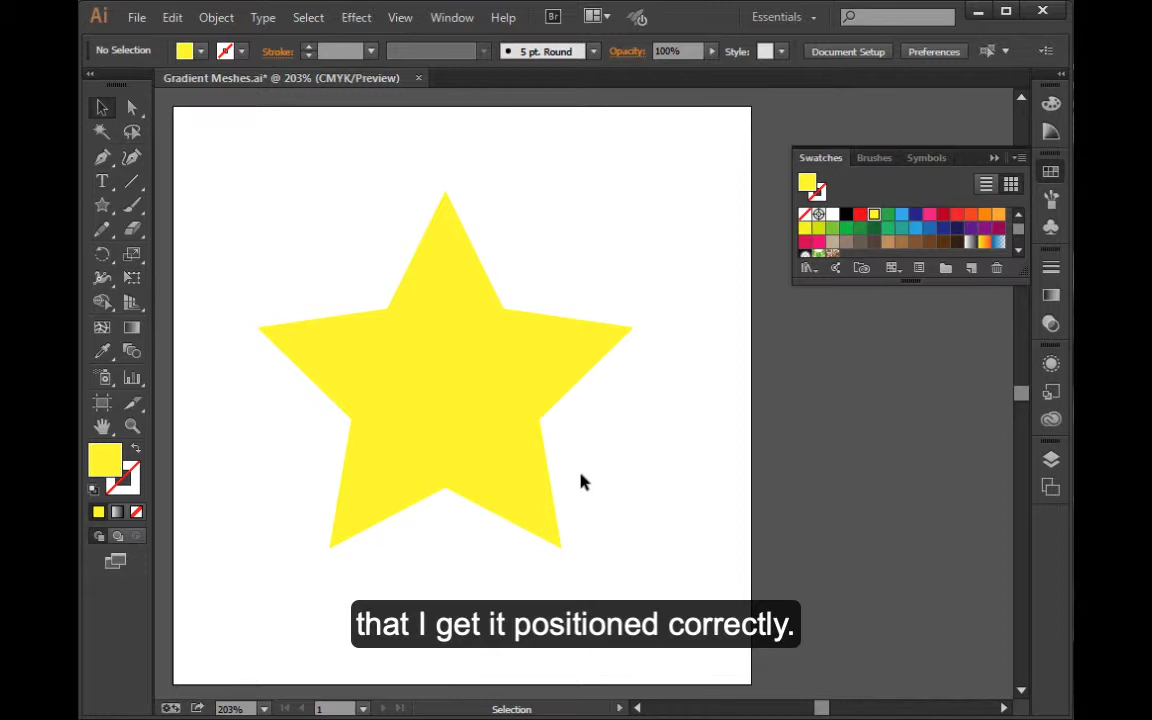 Ai File Edit Object Type Select Effect View Window Help Br Essentials
No Selection Stroke: 5 pt. Round Opacity: 100% Style: Document Setup Preferences
Gradient Meshes.ai* @ 203% (CMYK/Preview)
Swatches Brushes Symbols
that I get it positioned correctly.
203% 1 Selection